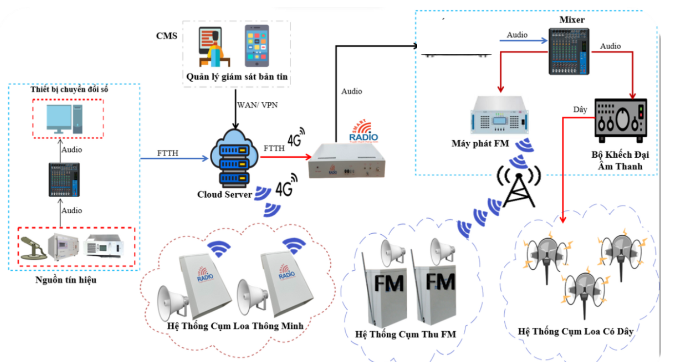 CMS
Quản lý giám sát bản tin
Mixer
Audio
Audio
Audio
Thiết bị chuyển đổi số
WAN/ VPN
Audio
Dây
FTTH
FTTH
4G
RADIO
Máy phát FM
Bộ Khếch Đại
Âm Thanh
Cloud Server
4G
Audio
Nguồn tín hiệu
RADIO
RADIO
FM
FM
Hệ Thống Cụm Loa Thông Minh
Hệ Thống Cụm Thu FM
Hệ Thống Cụm Loa Có Dây